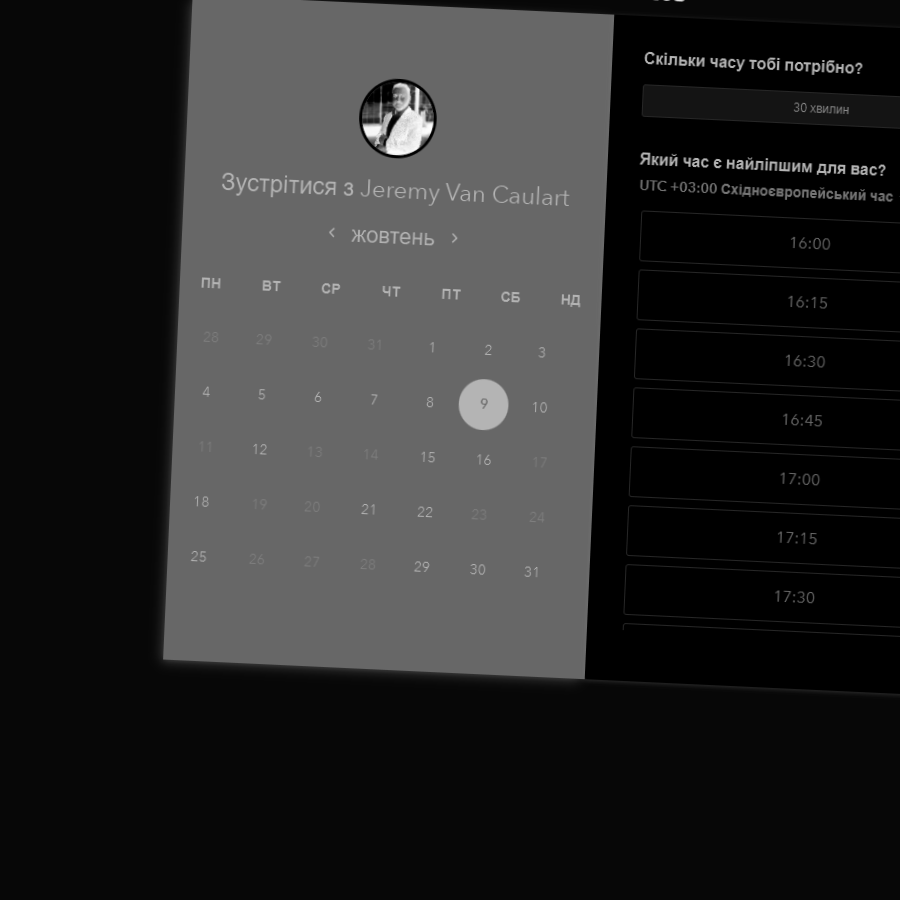 Зустрітися з Jeremy Van Caulart
‹ жовтень ›
ПН ВТ СР ЧТ ПТ СБ НД
28 29 30 31 1 2 3
4 5 6 7 8 9 10
11 12 13 14 15 16 17
18 19 20 21 22 23 24
25 26 27 28 29 30 31
Скільки часу тобі потрібно?
30 хвилин
Який час є найліпшим для вас?
UTC +03:00 Східноєвропейський час
16:00
16:15
16:30
16:45
17:00
17:15
17:30